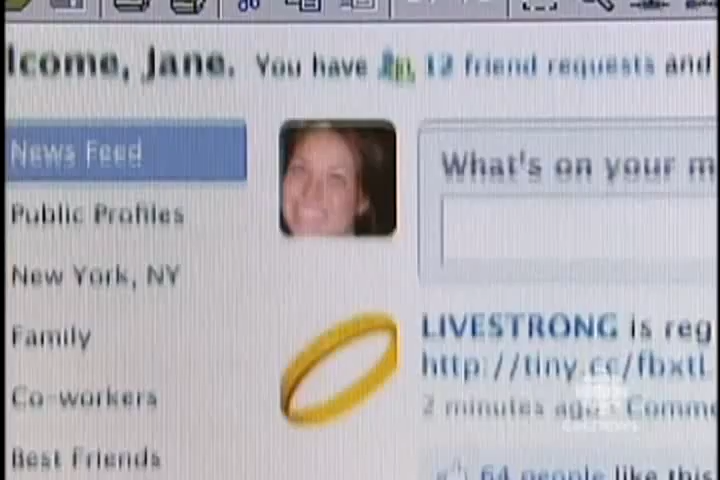 lcome, Jane. You have 12 friend requests and
News Feed
What's on your m
Public Profiles
New York, NY
Family
LIVESTRONG is reg
http://tiny.cc/fbxtL
Co-workers
2 minutes ago · Comme
Best Friends
64 people like this